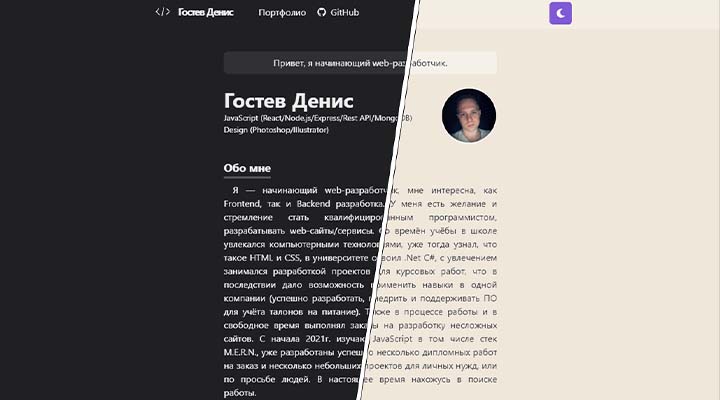 </> Гостев Денис Портфолио GitHub
Привет, я начинающий web-разработчик.
Гостев Денис
JavaScript (React/Node.js/Express/Rest API/MongoDB)
Design (Photoshop/Illustrator)
Обо мне
Я — начинающий web-разработчик, мне интересна, как
Frontend, так и Backend разработка. У меня есть желание и
стремление стать квалифицированным программистом,
разрабатывать web-сайты/сервисы. Со времён учёбы в школе
увлекался компьютерными технологиями, уже тогда узнал, что
такое HTML и CSS, в университете освоил .Net C#, с увлечением
занимался разработкой проектов для курсовых работ, что в
последствии дало возможность применить навыки в одной
компании (успешно разработать, внедрить и поддерживать ПО
для учёта талонов на питание). Также в процессе работы и в
свободное время выполнял заказы на разработку несложных
сайтов. С начала 2021г. изучаю JavaScript в том числе стек
M.E.R.N., уже разработаны успешно несколько дипломных работ
на заказ и несколько небольших проектов для личных нужд, или
по просьбе людей. В настоящее время нахожусь в поиске
работы.